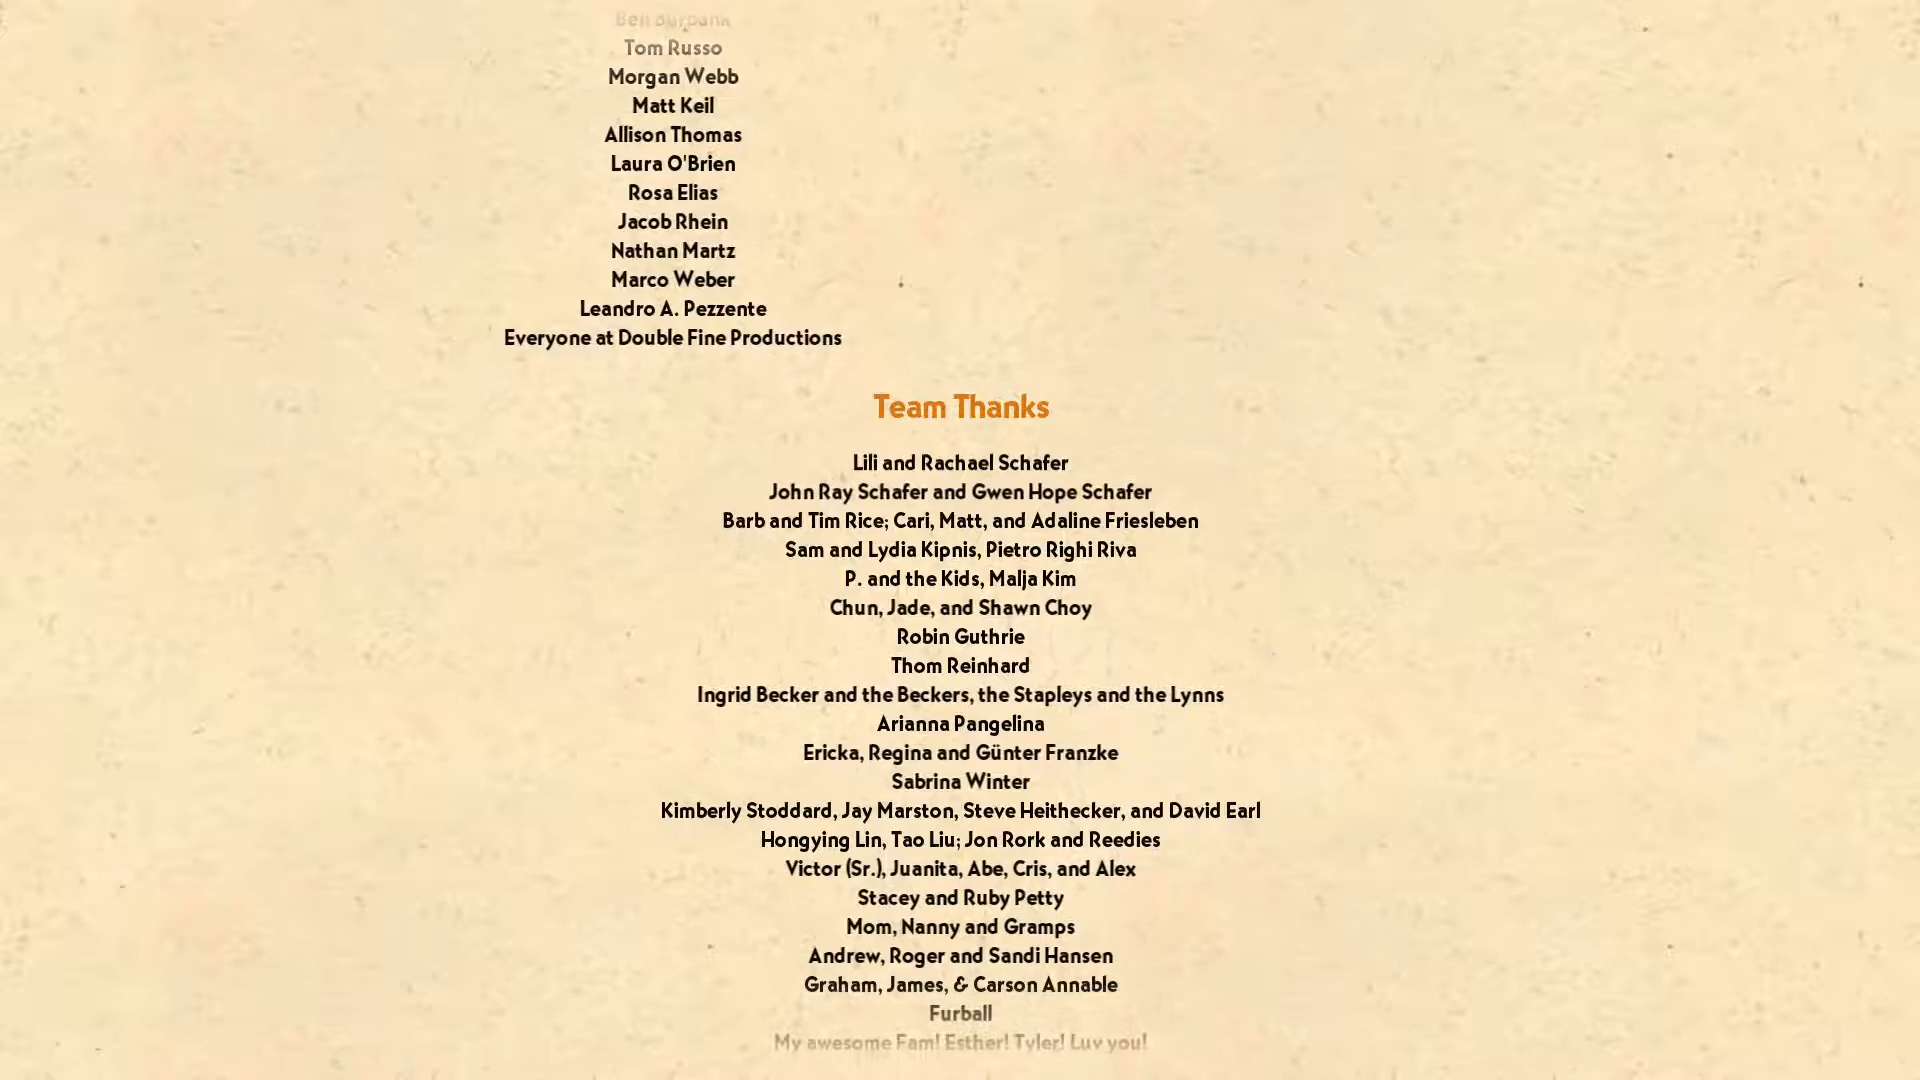 Ben Burbank
Tom Russo
Morgan Webb
Matt Keil
Allison Thomas
Laura O'Brien
Rosa Elias
Jacob Rhein
Nathan Martz
Marco Weber
Leandro A. Pezzente
Everyone at Double Fine Productions
Team Thanks
Lili and Rachael Schafer
John Ray Schafer and Gwen Hope Schafer
Barb and Tim Rice; Cari, Matt, and Adaline Friesleben
Sam and Lydia Kipnis, Pietro Righi Riva
P. and the Kids, Malja Kim
Chun, Jade, and Shawn Choy
Robin Guthrie
Thom Reinhard
Ingrid Becker and the Beckers, the Stapleys and the Lynns
Arianna Pangelina
Ericka, Regina and Günter Franzke
Sabrina Winter
Kimberly Stoddard, Jay Marston, Steve Heithecker, and David Earl
Hongying Lin, Tao Liu; Jon Rork and Reedies
Victor (Sr.), Juanita, Abe, Cris, and Alex
Stacey and Ruby Petty
Mom, Nanny and Gramps
Andrew, Roger and Sandi Hansen
Graham, James, & Carson Annable
Furball
My awesome Fam! Esther! Tyler! Luv you!